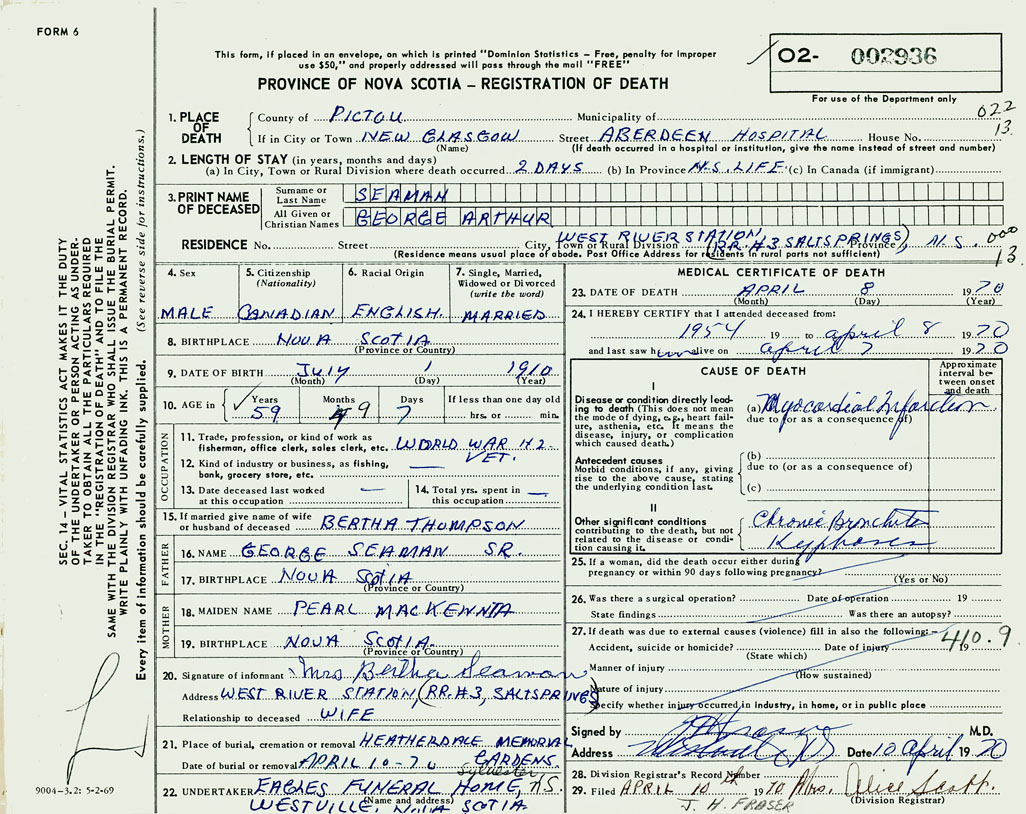 FORM 6
This form, if placed in an envelope, on which is printed "Dominion Statistics – Free, penalty for improper
use $50," and properly addressed will pass through the mail "FREE"
PROVINCE OF NOVA SCOTIA – REGISTRATION OF DEATH
02- 002936
For use of the Department only
022
13.
1. PLACE OF DEATH
County of PICTOU Municipality of
If in City or Town NEW GLASGOW Street ABERDEEN HOSPITAL House No.
(Name) (If death occurred in a hospital or institution, give the name instead of street and number)
2. LENGTH OF STAY (in years, months and days)
(a) In City, Town or Rural Division where death occurred 2 DAYS (b) In Province N.S. LIFE (c) In Canada (if immigrant)
3. PRINT NAME OF DECEASED
Surname or Last Name SEAMAN
All Given or Christian Names GEORGE ARTHUR
RESIDENCE No. Street City, Town or Rural Division WEST RIVER STATION, (RR. #3 SALTSPRINGS) Province N.S. 000
13
(Residence means usual place of abode. Post Office Address for residents in rural parts not sufficient)
4. Sex
MALE
5. Citizenship
(Nationality)
CANADIAN
6. Racial Origin
ENGLISH.
7. Single, Married, Widowed or Divorced
(write the word)
MARRIED
8. BIRTHPLACE NOVA SCOTIA
(Province or Country)
9. DATE OF BIRTH July 1 1910
(Month) (Day) (Year)
10. AGE in Years 59 Months 9 Days 7 If less than one day old
hrs. or min.
OCCUPATION
11. Trade, profession, or kind of work as
fisherman, office clerk, sales clerk, etc. WORLD WAR #2.
VET.
12. Kind of industry or business, as fishing,
bank, grocery store, etc. —
13. Date deceased last worked
at this occupation —
14. Total yrs. spent in
this occupation —
15. If married give name of wife
or husband of deceased BERTHA THOMPSON
FATHER
16. NAME GEORGE SEAMAN SR.
17. BIRTHPLACE NOVA SCOTIA
(Province or Country)
MOTHER
18. MAIDEN NAME PEARL MACKENNIA
19. BIRTHPLACE NOVA SCOTIA.
(Province or Country)
20. Signature of informant Mrs Bertha Seaman
Address WEST RIVER STATION, (RR. #3, SALTSPRINGS)
Relationship to deceased WIFE
21. Place of burial, cremation or removal HEATHERDALE MEMORIAL
GARDENS.
Date of burial or removal APRIL 10-70
Sylvester
22. UNDERTAKER EAGLES FUNERAL HOME, N.S.
(Name and address)
WESTVILLE, NOVA SCOTIA
MEDICAL CERTIFICATE OF DEATH
23. DATE OF DEATH APRIL 8 1970
(Month) (Day) (Year)
24. I HEREBY CERTIFY that I attended deceased from:
1954 19 to april 8 1970
and last saw him alive on april 7 1970
CAUSE OF DEATH
Approximate interval between onset and death
I
Disease or condition directly leading to death (This does not mean the mode of dying, e.g., heart failure, asthenia, etc. It means the disease, injury, or complication which caused death.)
(a) Myocardial Infarction
due to (or as a consequence of)
Antecedent causes
Morbid conditions, if any, giving rise to the above cause, stating the underlying condition last.
(b)
due to (or as a consequence of)
(c)
II
Other significant conditions
contributing to the death, but not related to the disease or condition causing it.
Chronic Bronchitis
Kyphosis
25. If a woman, did the death occur either during
pregnancy or within 90 days following pregnancy?
(Yes or No)
26. Was there a surgical operation? Date of operation 19
State findings Was there an autopsy?
27. If death was due to external causes (violence) fill in also the following:–
410.9
Accident, suicide or homicide? Date of injury 19
(State which)
Manner of injury
(How sustained)
Nature of injury
Specify whether injury occurred in industry, in home, or in public place
Signed by M.D.
Address Date 10 april 1970
28. Division Registrar's Record Number
29. Filed APRIL 10th 1970 Mrs. Alice Scott.
(Division Registrar)
J. H. FRASER
SEC. 14 – VITAL STATISTICS ACT MAKES IT THE DUTY
OF THE UNDERTAKER OR PERSON ACTING AS UNDER-
TAKER TO OBTAIN ALL THE PARTICULARS REQUIRED
IN THE "REGISTRATION OF DEATH" AND TO FILE THE
SAME WITH THE DIVISION REGISTRAR WHO SHALL ISSUE THE BURIAL PERMIT.
WRITE PLAINLY WITH UNFADING INK. THIS IS A PERMANENT RECORD.
Every item of information should be carefully supplied. (See reverse side for instructions.)
9004–3.2: 5-2-69